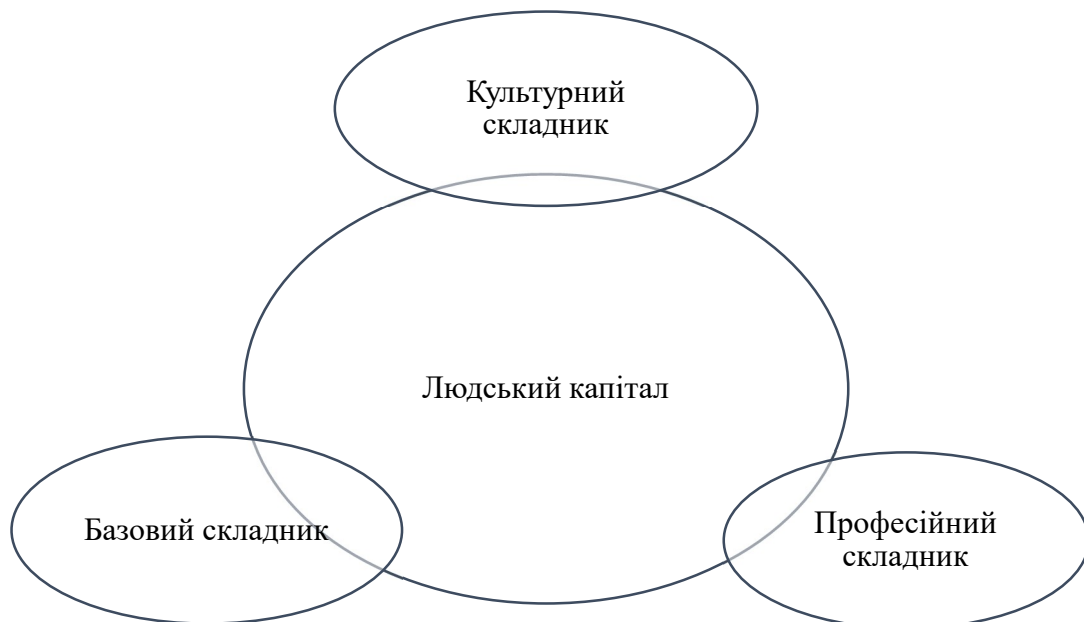 Культурний
складник
Людський капітал
Базовий складник
Професійний
складник